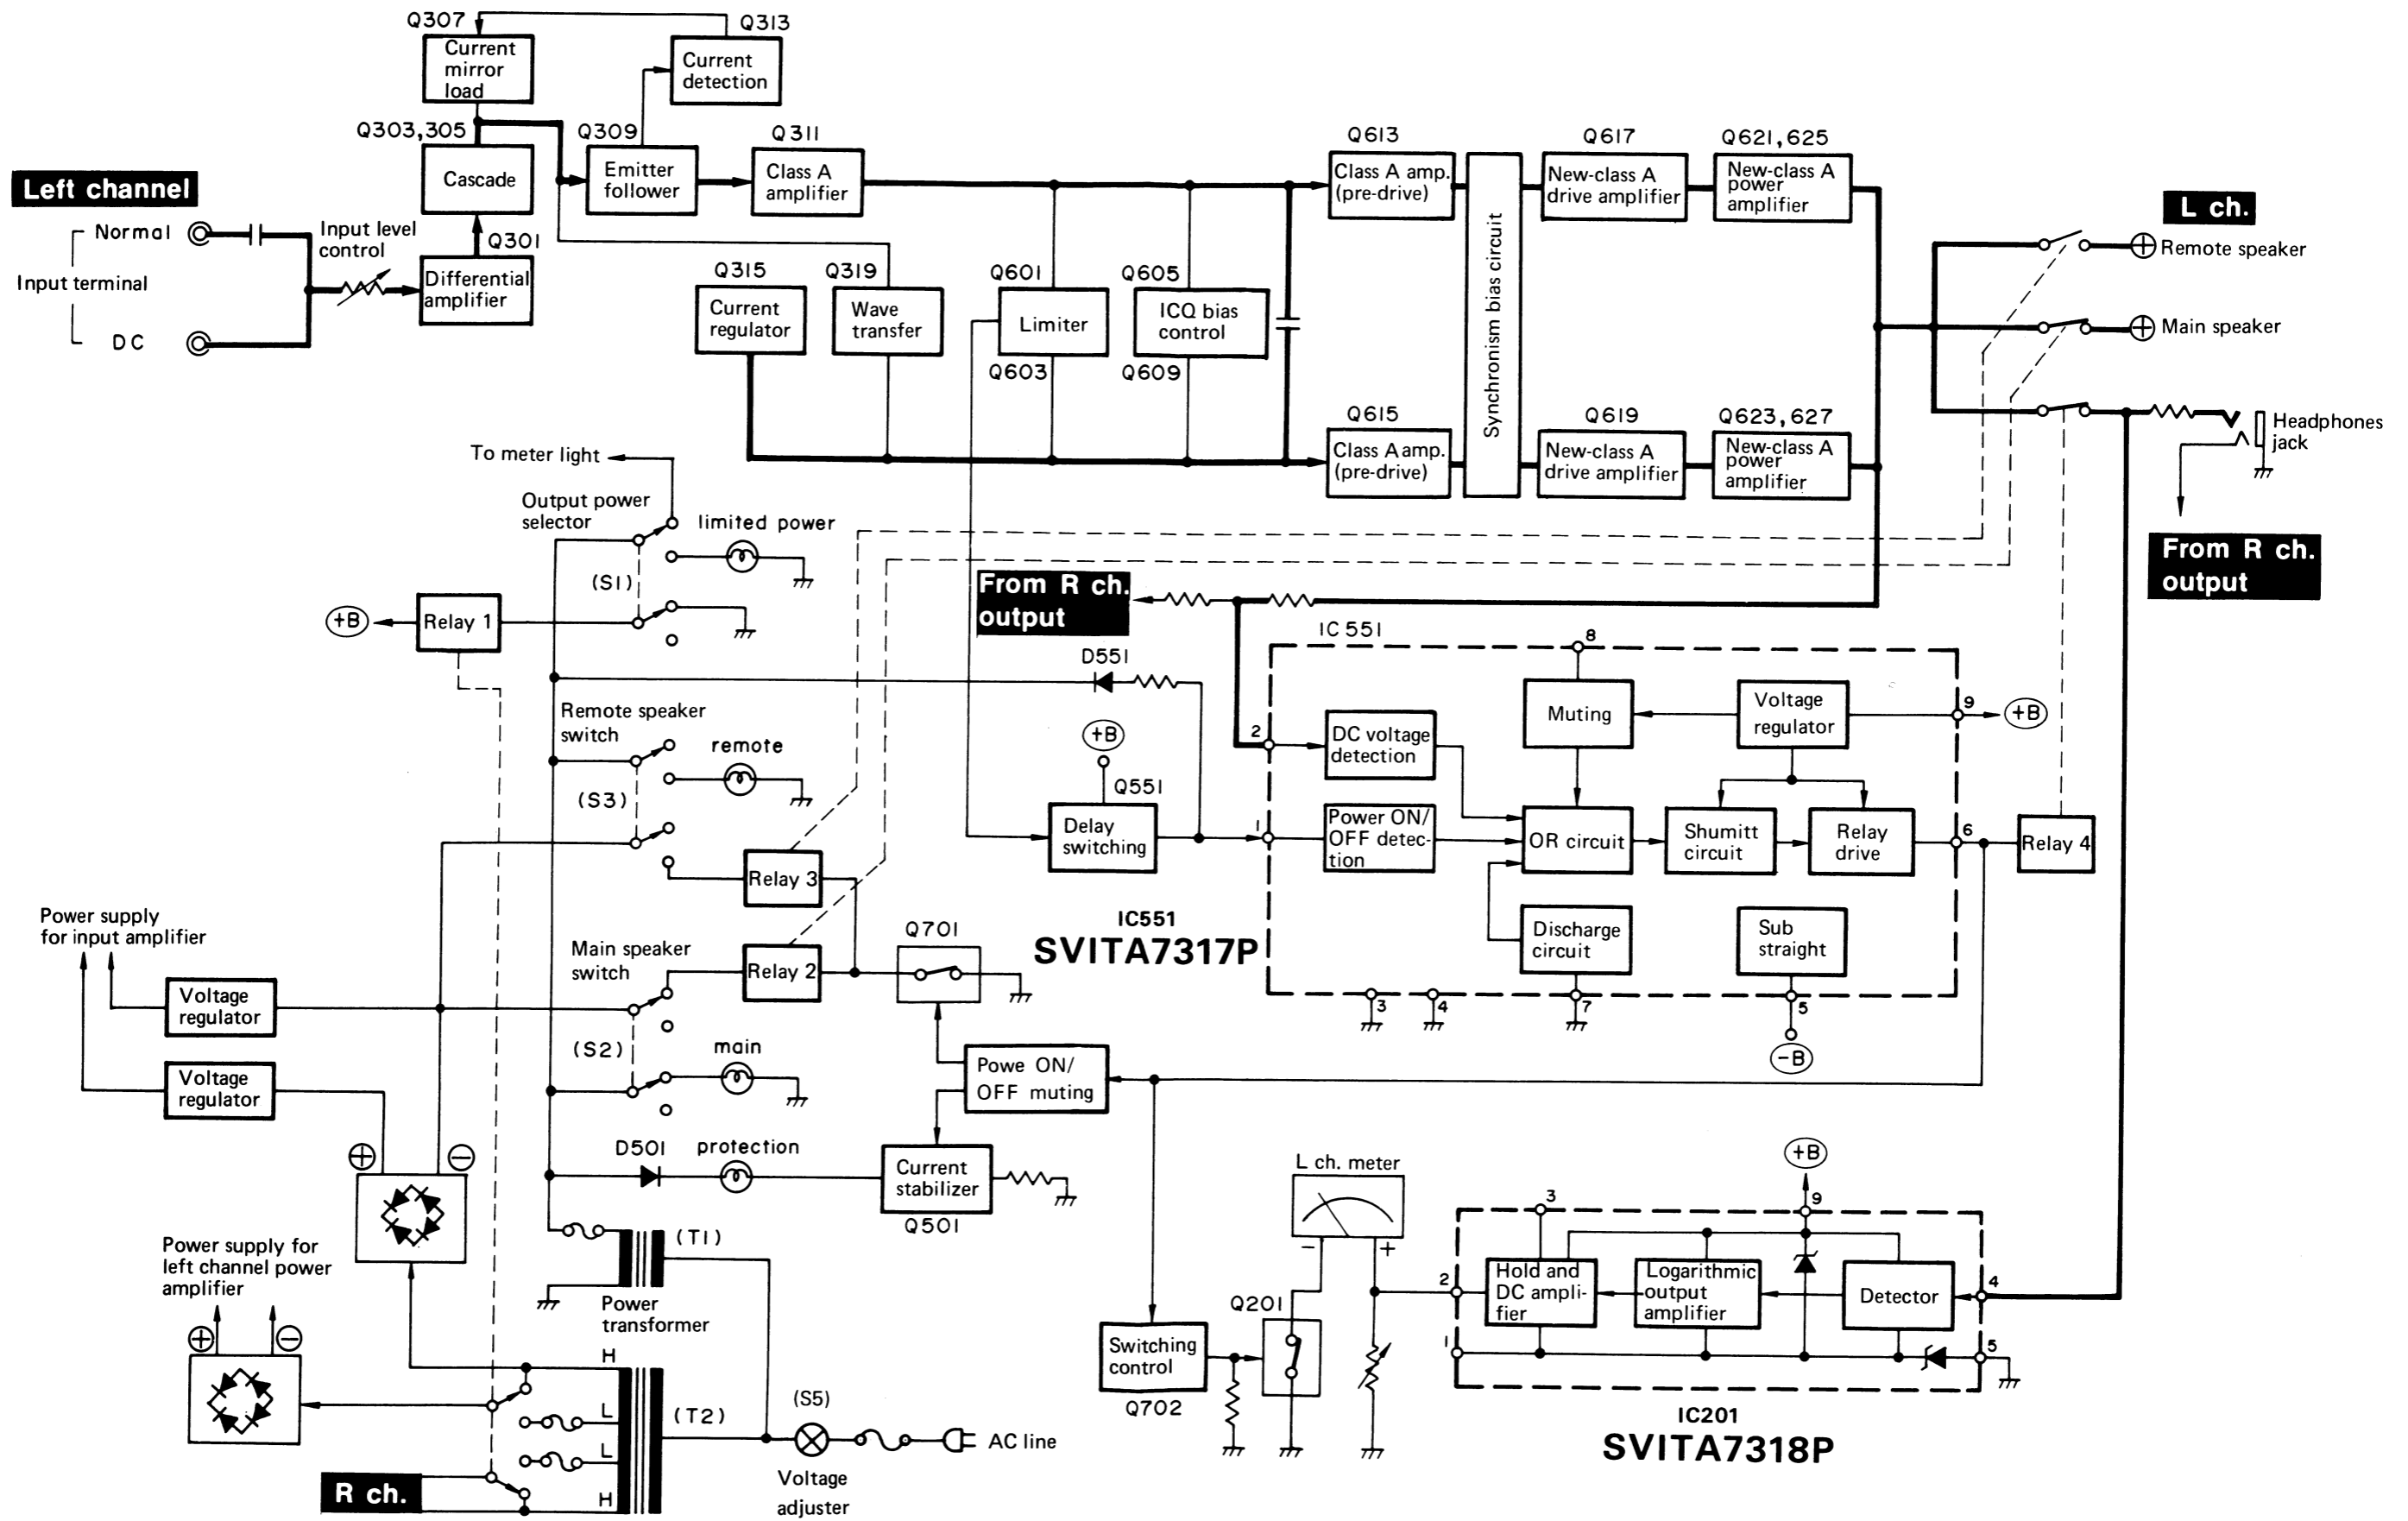 Q307
Q313
Current
mirror
load
Current
detection
Q303,305
Q309
Q311
Cascade
Emitter
follower
Class A
amplifier
Left channel
Normal
Input terminal
DC
Input level
control
Q301
Differential
amplifier
Q315
Current
regulator
Q319
Wave
transfer
Q601
Limiter
Q603
Q605
ICQ bias
control
Q609
Q613
Class A amp.
(pre-drive)
Q615
Class A amp.
(pre-drive)
Synchronism bias circuit
Q617
New-class A
drive amplifier
Q621,625
New-class A
power
amplifier
Q619
New-class A
drive amplifier
Q623,627
New-class A
power
amplifier
L ch.
Remote speaker
Main speaker
Headphones
jack
From R ch.
output
To meter light
Output power
selector
limited power
(S1)
+B
Relay 1
From R ch.
output
D551
Remote speaker
switch
remote
(S3)
+B
Q551
Delay
switching
Relay 3
IC551
SVITA7317P
IC551
8
Muting
Voltage
regulator
9
+B
2
DC voltage
detection
1
Power ON/
OFF detec-
tion
OR circuit
Shumitt
circuit
Relay
drive
6
Relay 4
Discharge
circuit
Sub
straight
3
4
7
5
−B
Power supply
for input amplifier
Voltage
regulator
Voltage
regulator
Main speaker
switch
Relay 2
Q701
(S2)
main
Powe ON/
OFF muting
D501
protection
Current
stabilizer
Q501
+
−
Power supply for
left channel power
amplifier
+
−
(T1)
Power
transformer
H
L
L
H
(T2)
(S5)
Voltage
adjuster
AC line
R ch.
L ch. meter
−
+
Q201
Switching
control
Q702
+B
3
9
2
Hold and
DC ampli-
fier
Logarithmic
output
amplifier
Detector
4
1
5
IC201
SVITA7318P